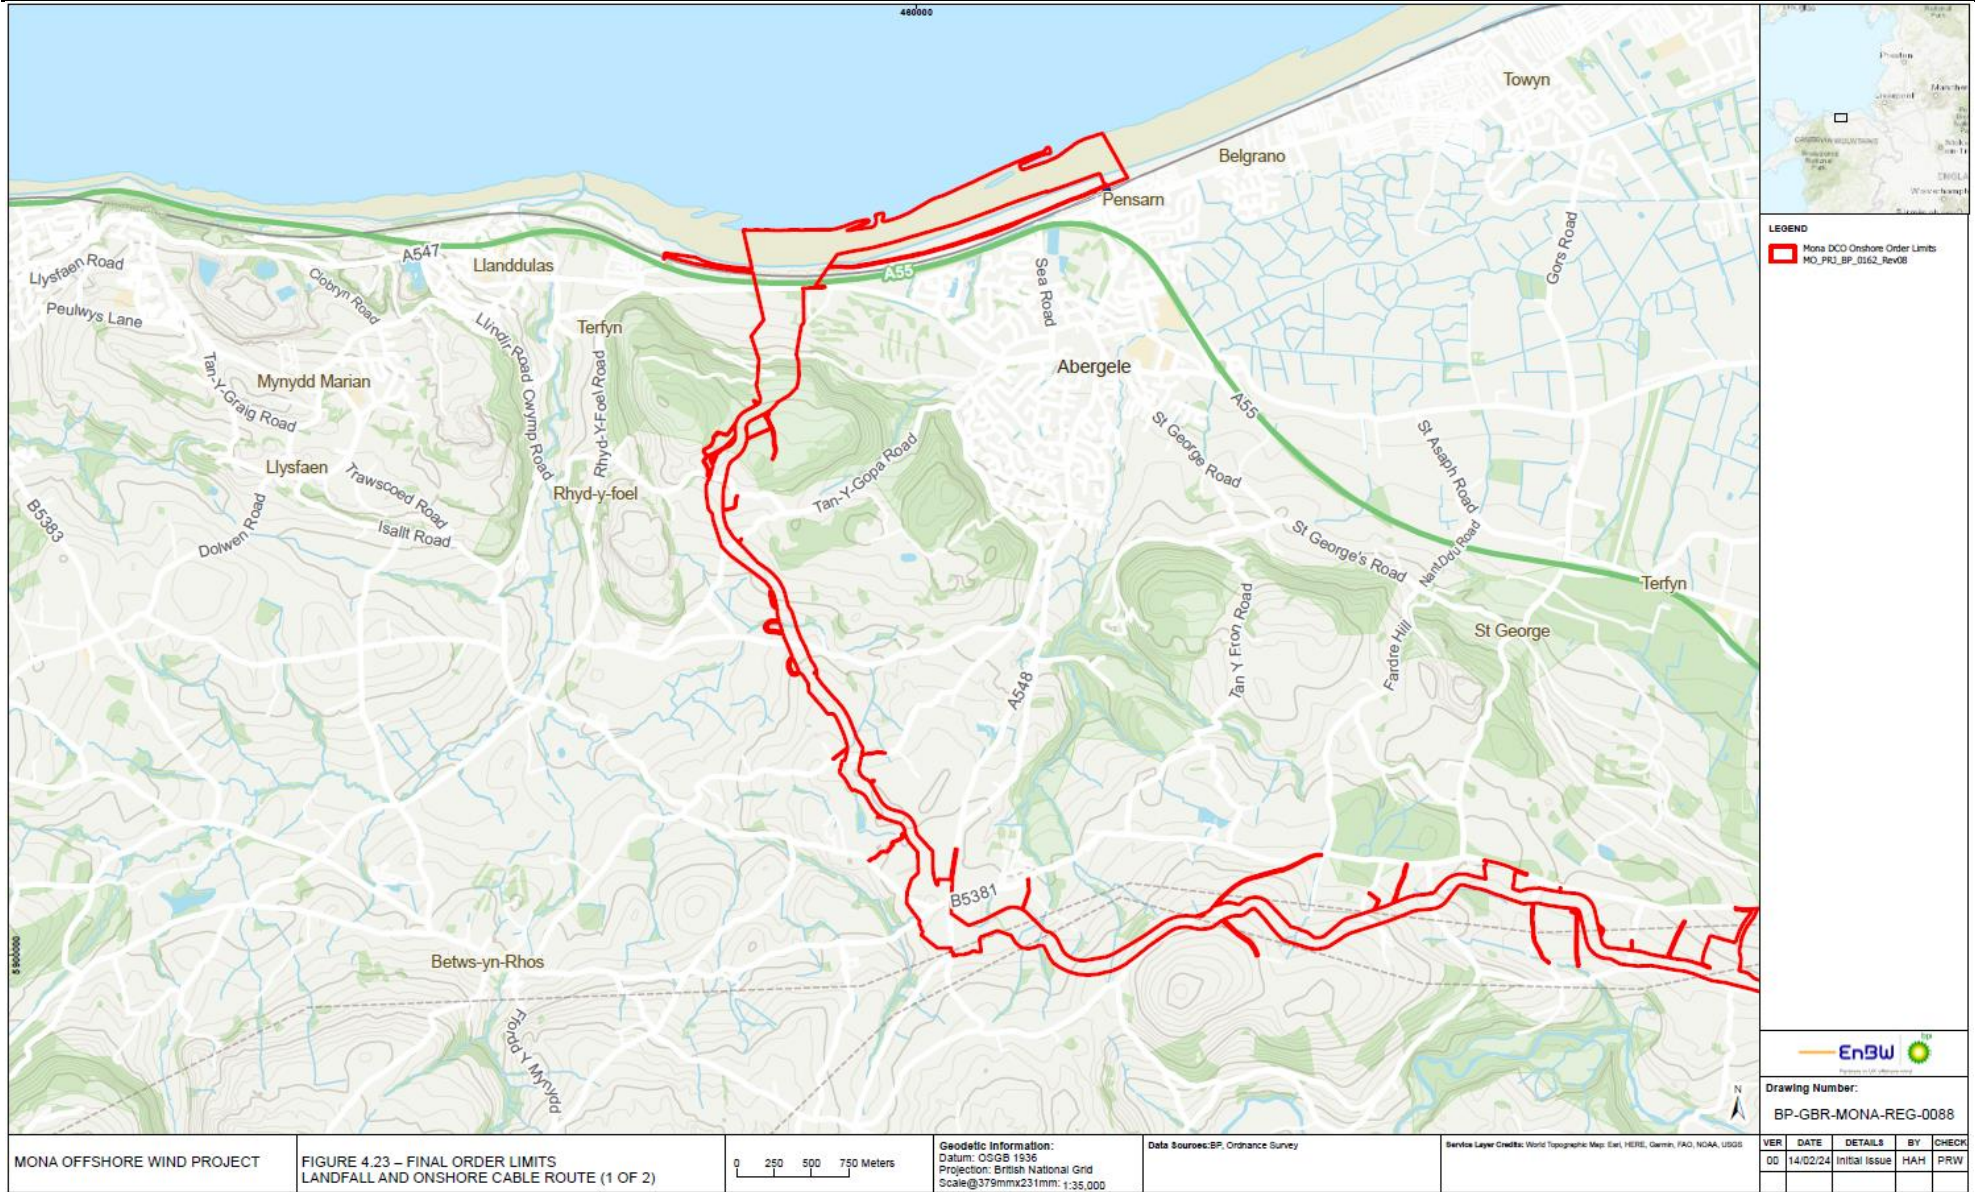 480000
Towyn
Belgrano
Pensarn
A55
A547
Llanddulas
Llysfaen Road
Clobryn Road
Peulwys Lane
Terfyn
Llindir Road
Cwymp Road
Rhyd-Y-Foel Road
Sea Road
Gors Road
Abergele
Mynydd Marian
Tan-Y-Graig Road
A55
St George Road
St Asaph Road
Llysfaen
Trawscoed Road
Tan-Y-Gopa Road
Rhyd-y-foel
B5383
Dolwen Road
Isallt Road
St George's Road
Nant Ddu Road
Terfyn
Tan Y Fron Road
Fardre Hill
St George
A548
B5381
Betws-yn-Rhos
Ffordd Y Mynydd
N
Preston
Liverpool
LEGEND
Mona DCO Onshore Order Limits
MO_PRJ_BP_0162_Rev08
EnBW
bp
Drawing Number:
BP-GBR-MONA-REG-0088
MONA OFFSHORE WIND PROJECT
FIGURE 4.23 – FINAL ORDER LIMITS
LANDFALL AND ONSHORE CABLE ROUTE (1 OF 2)
0 250 500 750 Meters
Geodetic Information:
Datum: OSGB 1936
Projection: British National Grid
Scale@379mmx231mm: 1:35,000
Data Sources:BP, Ordnance Survey
Service Layer Credits: World Topographic Map: Esri, HERE, Garmin, FAO, NOAA, USGS
VER DATE DETAILS BY CHECK
00 14/02/24 Initial Issue HAH PRW